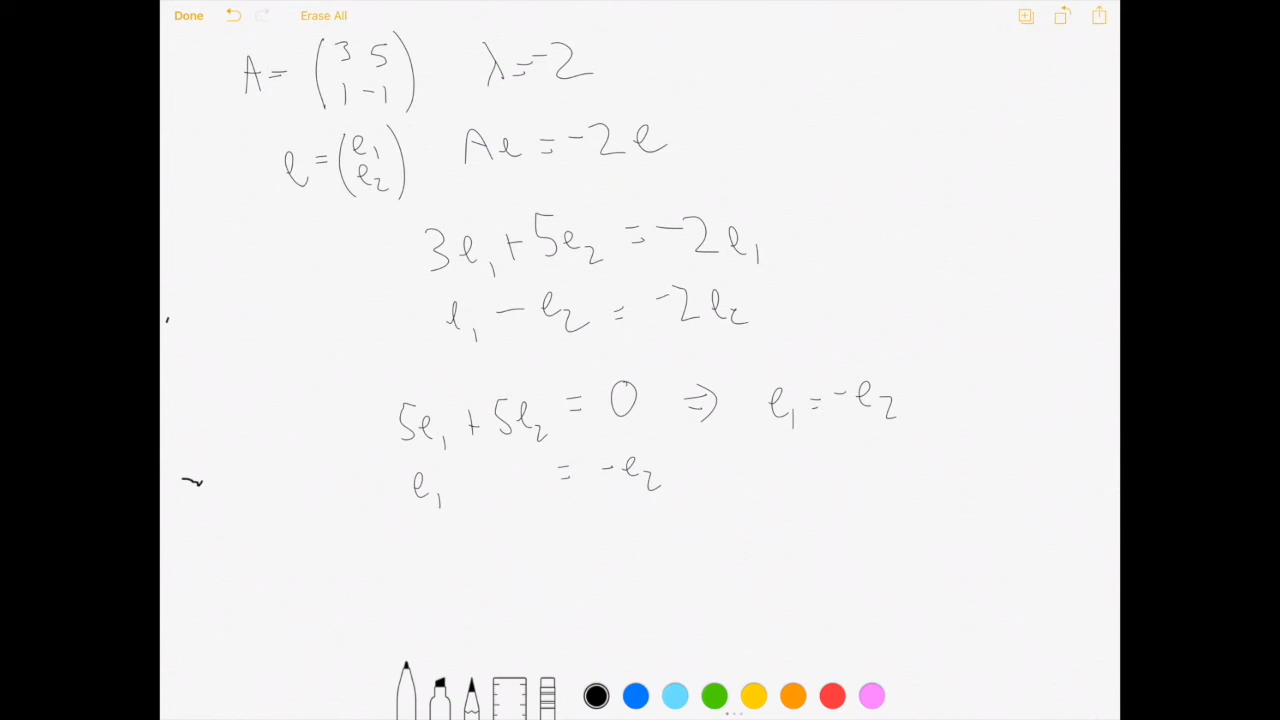 Done Erase All
A = (3 5
1 -1) λ = -2
e = (e₁
e₂) Ae = -2e
3e₁ + 5e₂ = -2e₁
e₁ - e₂ = -2e₂
5e₁ + 5e₂ = 0 ⇒ e₁ = -e₂
e₁ = -e₂